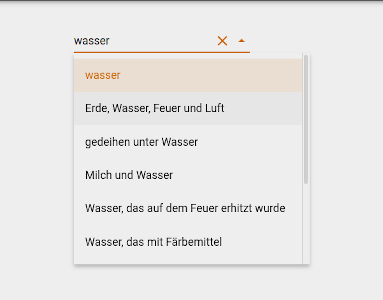 wasser
wasser
Erde, Wasser, Feuer und Luft
gedeihen unter Wasser
Milch und Wasser
Wasser, das auf dem Feuer erhitzt wurde
Wasser, das mit Färbemittel